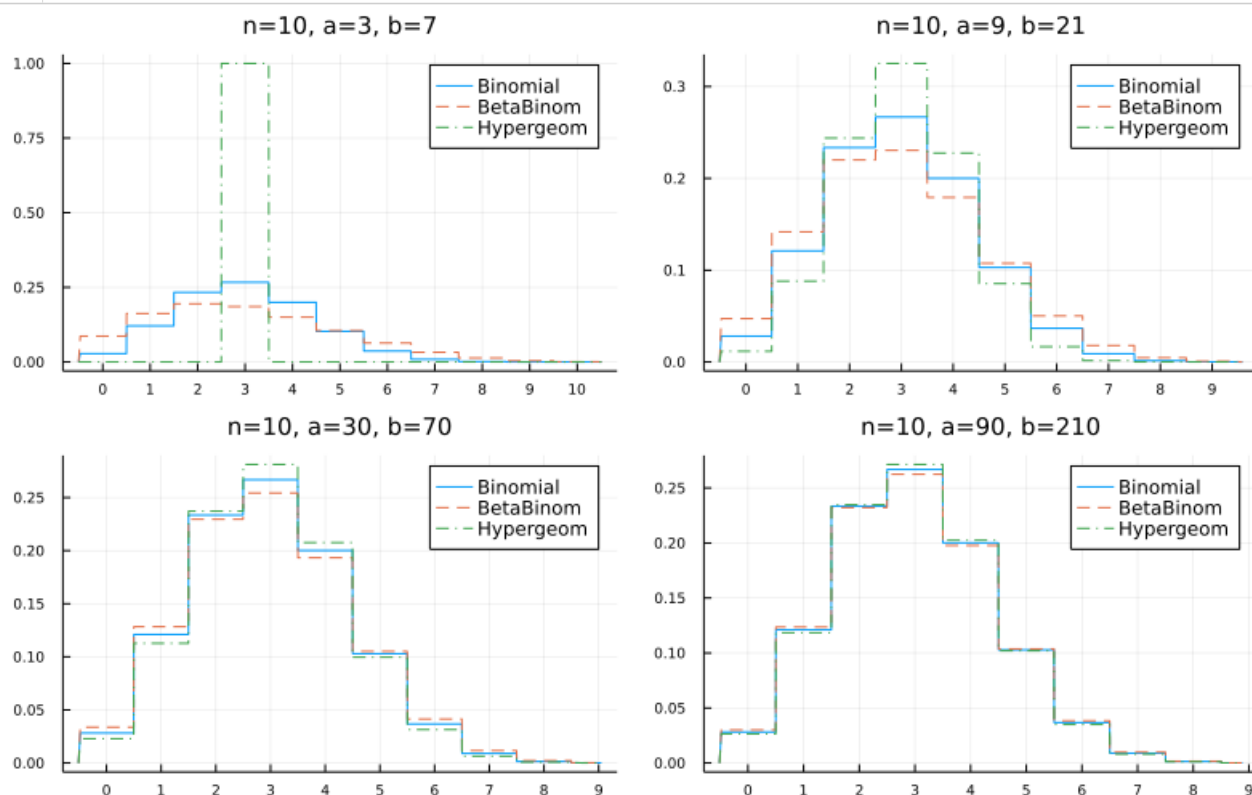 n=10, a=3, b=7
1.00
0.75
0.50
0.25
0.00
Binomial
BetaBinom
Hypergeom
0 1 2 3 4 5 6 7 8 9 10
n=10, a=9, b=21
0.3
0.2
0.1
0.0
Binomial
BetaBinom
Hypergeom
0 1 2 3 4 5 6 7 8 9
n=10, a=30, b=70
0.25
0.20
0.15
0.10
0.05
0.00
Binomial
BetaBinom
Hypergeom
0 1 2 3 4 5 6 7 8 9
n=10, a=90, b=210
0.25
0.20
0.15
0.10
0.05
0.00
Binomial
BetaBinom
Hypergeom
0 1 2 3 4 5 6 7 8 9